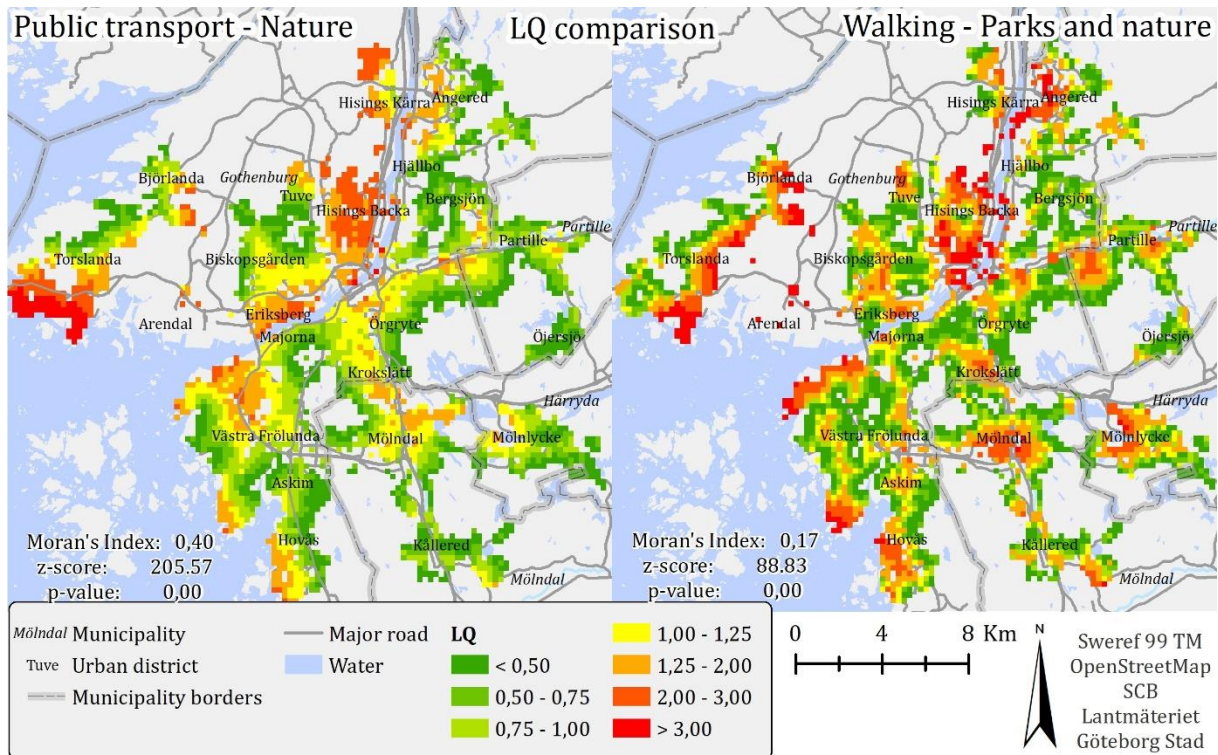 Public transport - Nature
LQ comparison
Walking - Parks and nature
Hisings Kärra
Angered
Hjällbo
Björlanda
Gothenburg
Tuve
Hisings Backa
Bergsjön
Partille
Partille
Torslanda
Biskopsgården
Arendal
Eriksberg
Majorna
Örgryte
Öjersjö
Krokslätt
Härryda
Västra Frölunda
Mölndal
Mölnlycke
Askim
Hovås
Kållered
Mölndal
Moran's Index: 0,40
z-score: 205.57
p-value: 0,00
Hisings Kärra
Angered
Hjällbo
Björlanda
Gothenburg
Tuve
Hisings Backa
Bergsjön
Partille
Partille
Torslanda
Biskopsgården
Arendal
Eriksberg
Majorna
Örgryte
Öjersjö
Krokslätt
Härryda
Västra Frölunda
Mölndal
Mölnlycke
Askim
Hovås
Kållered
Mölndal
Moran's Index: 0,17
z-score: 88.83
p-value: 0,00
Mölndal Municipality
Tuve Urban district
Municipality borders
Major road
Water
LQ
< 0,50
0,50 - 0,75
0,75 - 1,00
1,00 - 1,25
1,25 - 2,00
2,00 - 3,00
> 3,00
0 4 8 Km
N
Sweref 99 TM
OpenStreetMap
SCB
Lantmäteriet
Göteborg Stad